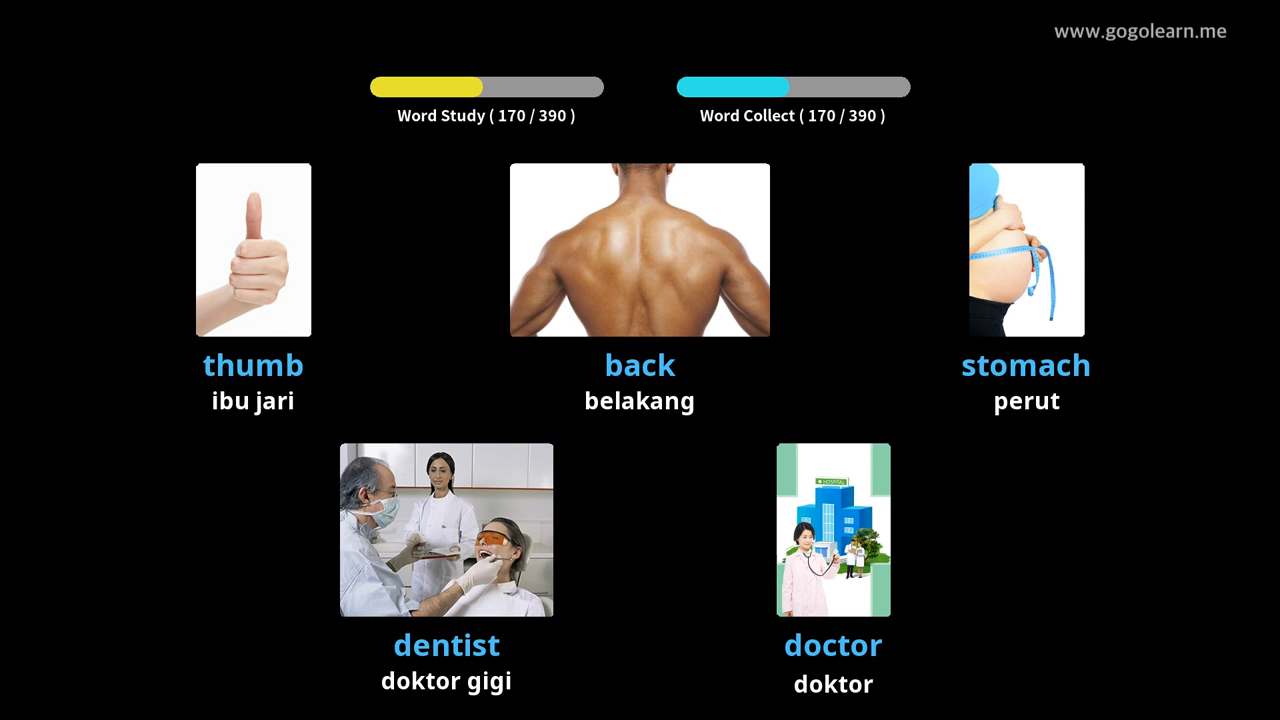 www.gogolearn.me
Word Study ( 170 / 390 )
Word Collect ( 170 / 390 )
thumb
ibu jari
back
belakang
stomach
perut
HOSPITAL
dentist
doktor gigi
doctor
doktor